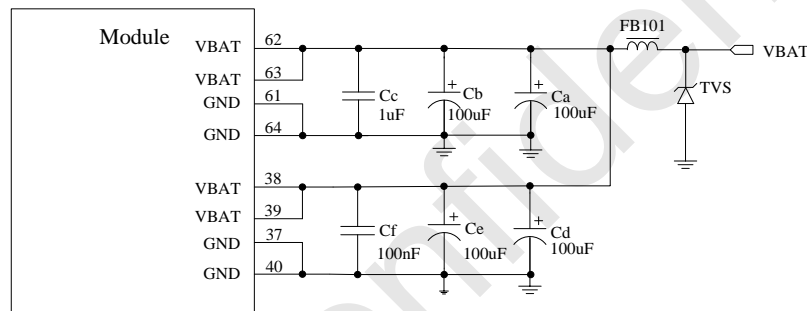 FB101
Module
VBAT 62
VBAT
VBAT 63
TVS
GND 61
Cc
1uF
+
Cb
100uF
+
Ca
100uF
GND 64
VBAT 38
VBAT 39
GND 37
Cf
100nF
+
Ce
100uF
+
Cd
100uF
GND 40